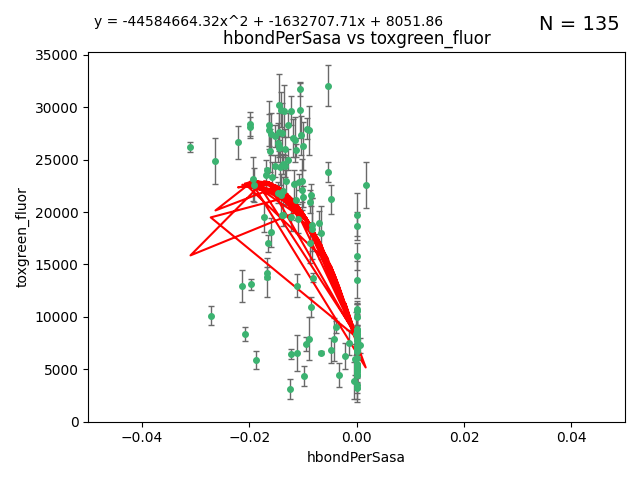 y = -44584664.32x^2 + -1632707.71x + 8051.86
N = 135
hbondPerSasa vs toxgreen_fluor
35000
30000
25000
20000
15000
10000
5000
0
toxgreen_fluor
−0.04
−0.02
0.00
0.02
0.04
hbondPerSasa